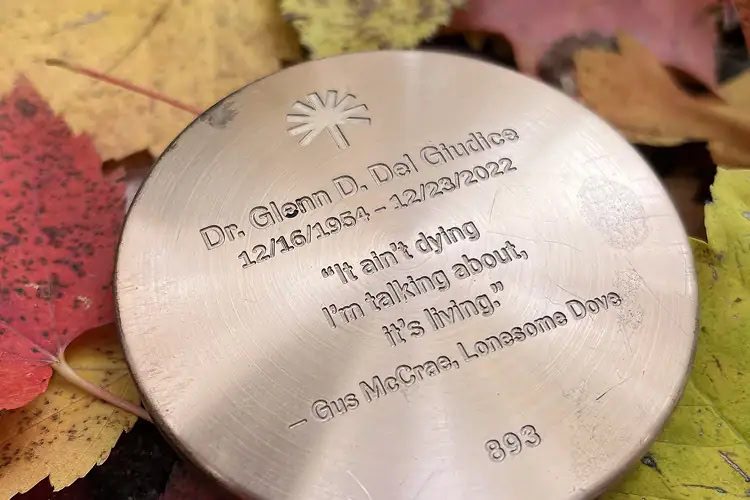 Dr. Glenn D. Del Giudice
12/16/1954 – 12/23/2022
“It ain’t dying
I’m talking about,
it’s living.”
– Gus McCrae, Lonesome Dove
893